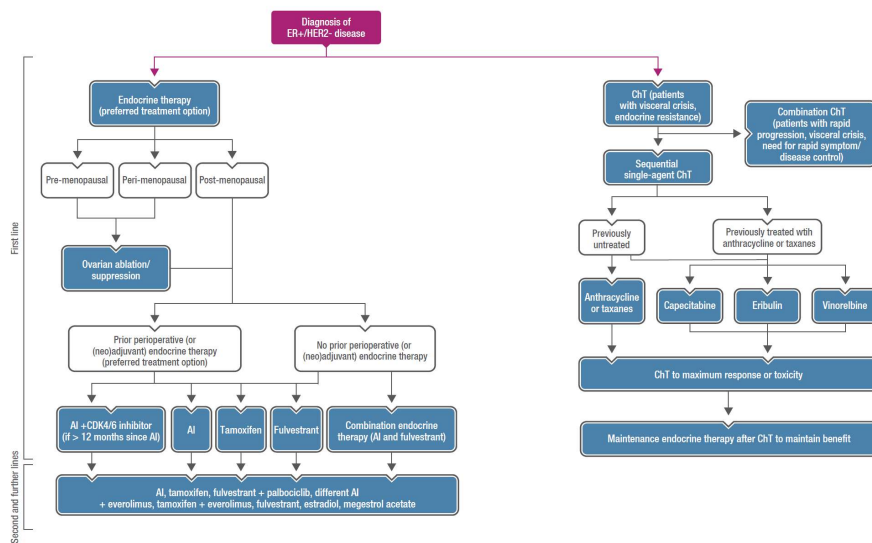 Diagnosis of
ER+/HER2- disease
First line
Endocrine therapy
(preferred treatment option)
Pre-menopausal
Peri-menopausal
Post-menopausal
Ovarian ablation/
suppression
Prior perioperative (or
(neo)adjuvant) endocrine therapy
(preferred treatment option)
No prior perioperative (or
(neo)adjuvant) endocrine therapy
AI +CDK4/6 inhibitor
(if > 12 months since AI)
AI
Tamoxifen
Fulvestrant
Combination endocrine
therapy (AI and fulvestrant)
Second and further lines
AI, tamoxifen, fulvestrant + palbociclib, different AI
+ everolimus, tamoxifen + everolimus, fulvestrant, estradiol, megestrol acetate
ChT (patients
with visceral crisis,
endocrine resistance)
Combination ChT
(patients with rapid
progression, visceral crisis,
need for rapid symptom/
disease control)
Sequential
single-agent ChT
Previously
untreated
Previously treated wtih
anthracycline or taxanes
Anthracycline
or taxanes
Capecitabine
Eribulin
Vinorelbine
ChT to maximum response or toxicity
Maintenance endocrine therapy after ChT to maintain benefit